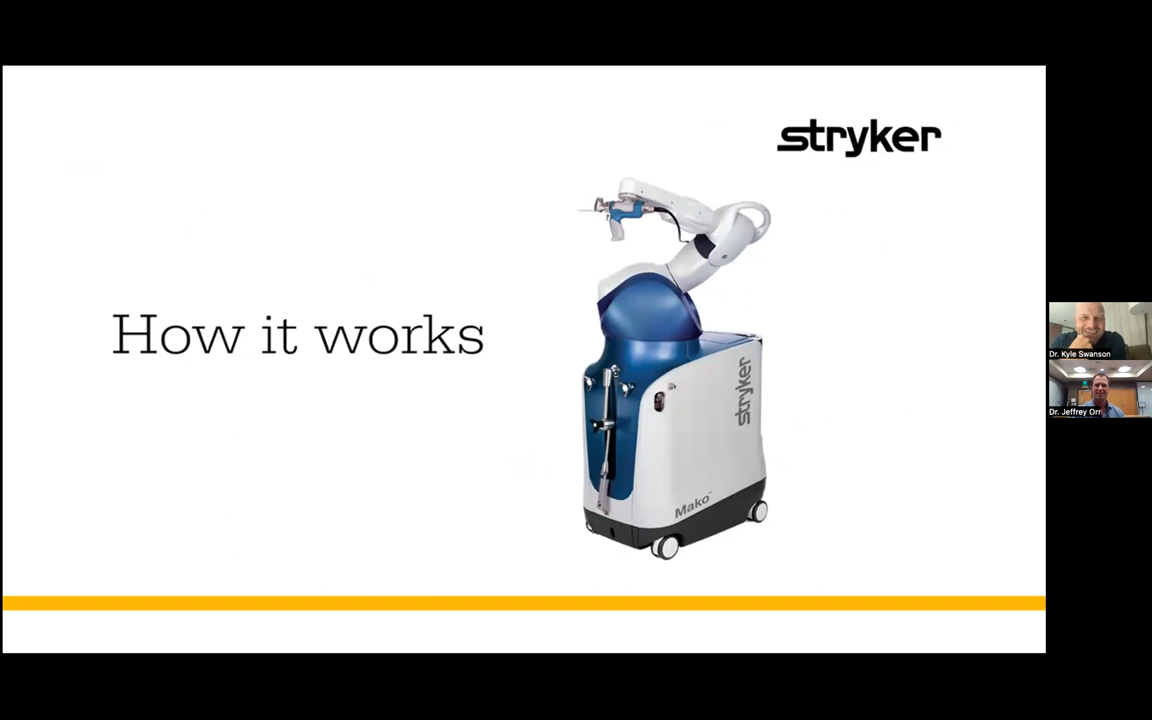 stryker
How it works
stryker
Mako
Dr. Kyle Swanson
Dr. Jeffrey Orr